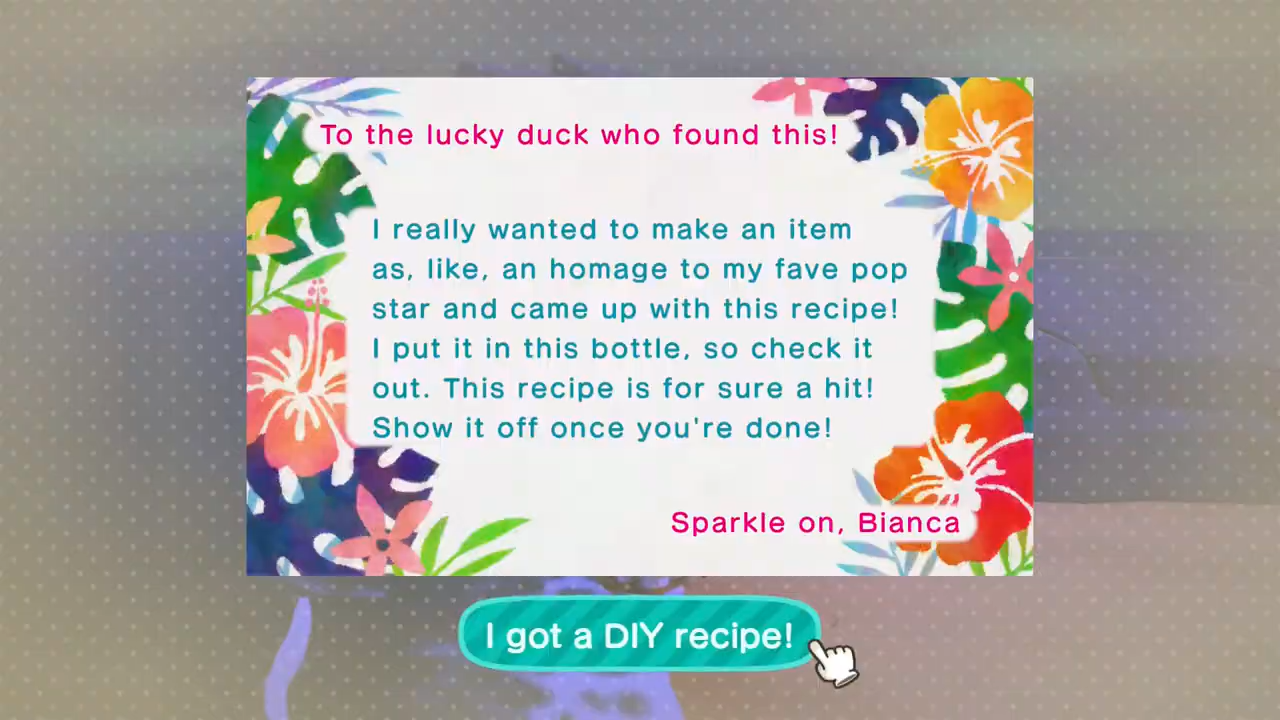 To the lucky duck who found this!
I really wanted to make an item
as, like, an homage to my fave pop
star and came up with this recipe!
I put it in this bottle, so check it
out. This recipe is for sure a hit!
Show it off once you're done!
Sparkle on, Bianca
I got a DIY recipe!